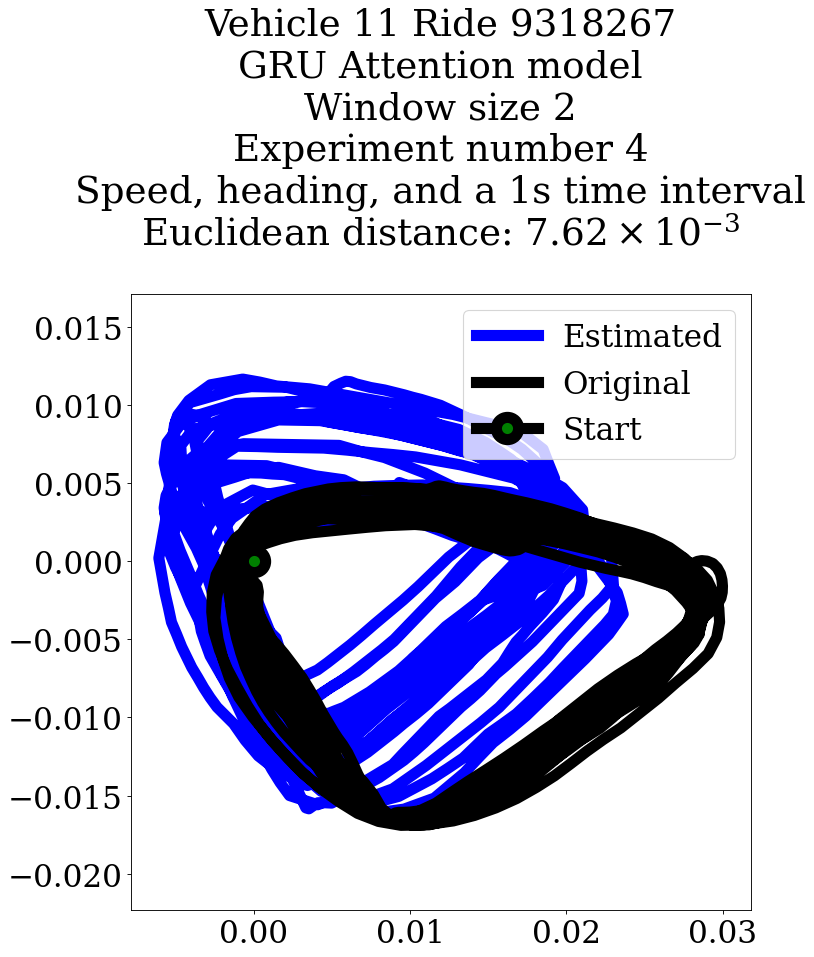 Vehicle 11 Ride 9318267
GRU Attention model
Window size 2
Experiment number 4
Speed, heading, and a 1s time interval
Euclidean distance: 7.62 × 10⁻³
Estimated
Original
Start
0.015
0.010
0.005
0.000
−0.005
−0.010
−0.015
−0.020
0.00 0.01 0.02 0.03